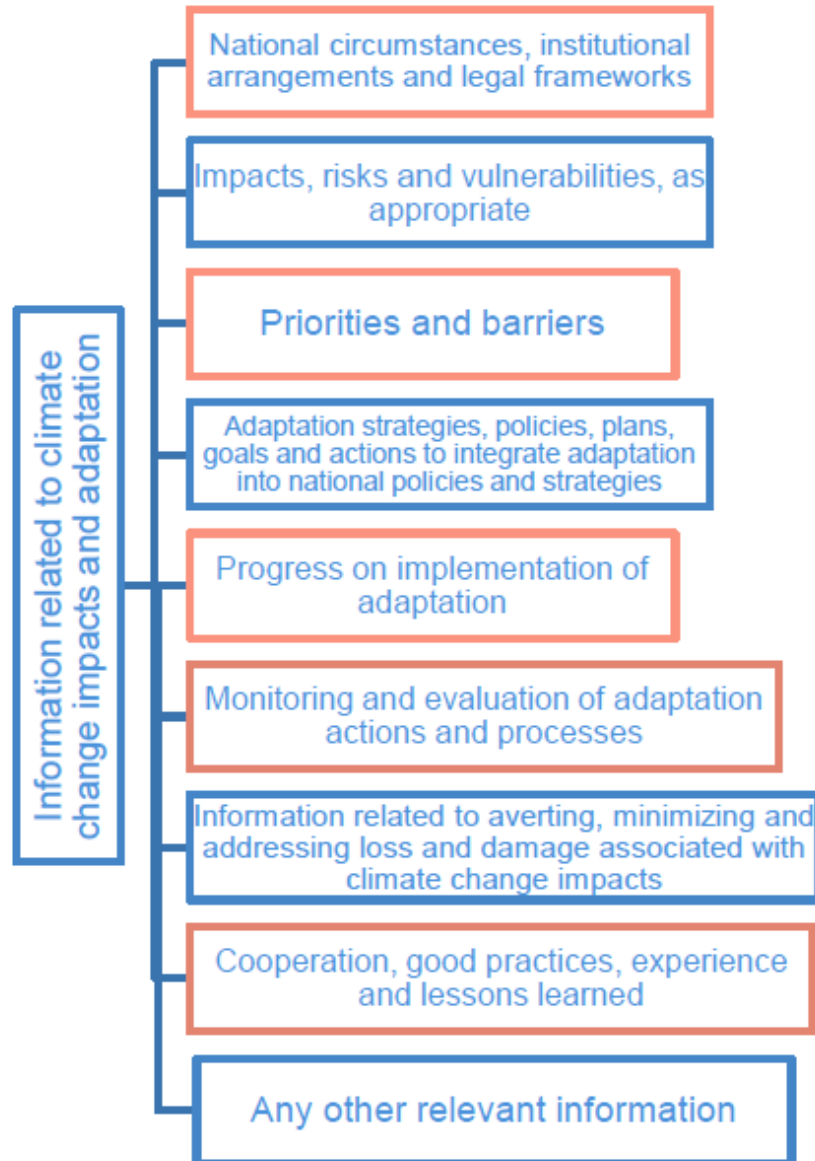 Information related to climate
change impacts and adaptation
National circumstances, institutional
arrangements and legal frameworks
Impacts, risks and vulnerabilities, as
appropriate
Priorities and barriers
Adaptation strategies, policies, plans,
goals and actions to integrate adaptation
into national policies and strategies
Progress on implementation of
adaptation
Monitoring and evaluation of adaptation
actions and processes
Information related to averting, minimizing and
addressing loss and damage associated with
climate change impacts
Cooperation, good practices, experience
and lessons learned
Any other relevant information